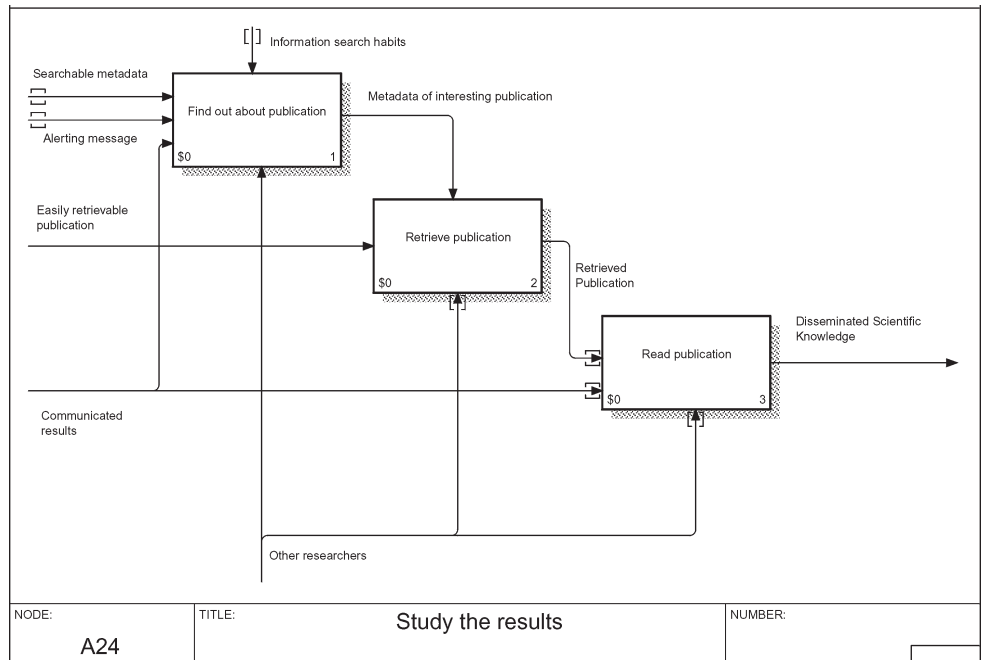 Information search habits
Searchable metadata
Metadata of interesting publication
Find out about publication
Alerting message
$0 1
Easily retrievable
publication
Retrieve publication
$0 2
Retrieved
Publication
Disseminated Scientific
Knowledge
Read publication
$0 3
Communicated
results
Other researchers
NODE: TITLE: NUMBER:
Study the results
A24